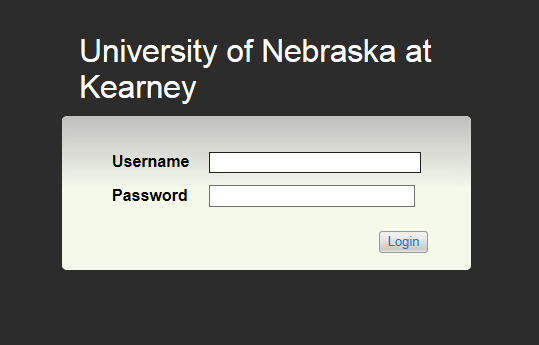 University of Nebraska at
Kearney
Username
Password
Login